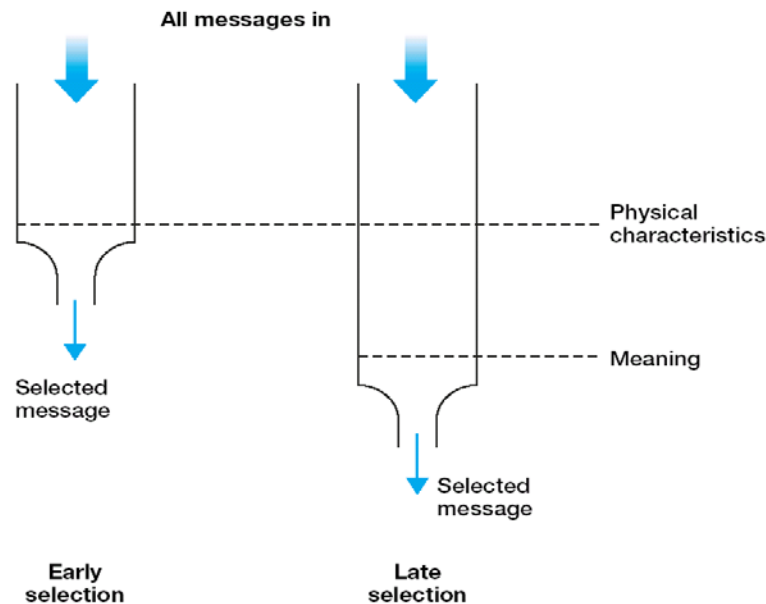 All messages in
Physical
characteristics
Meaning
Selected
message
Selected
message
Early
selection
Late
selection